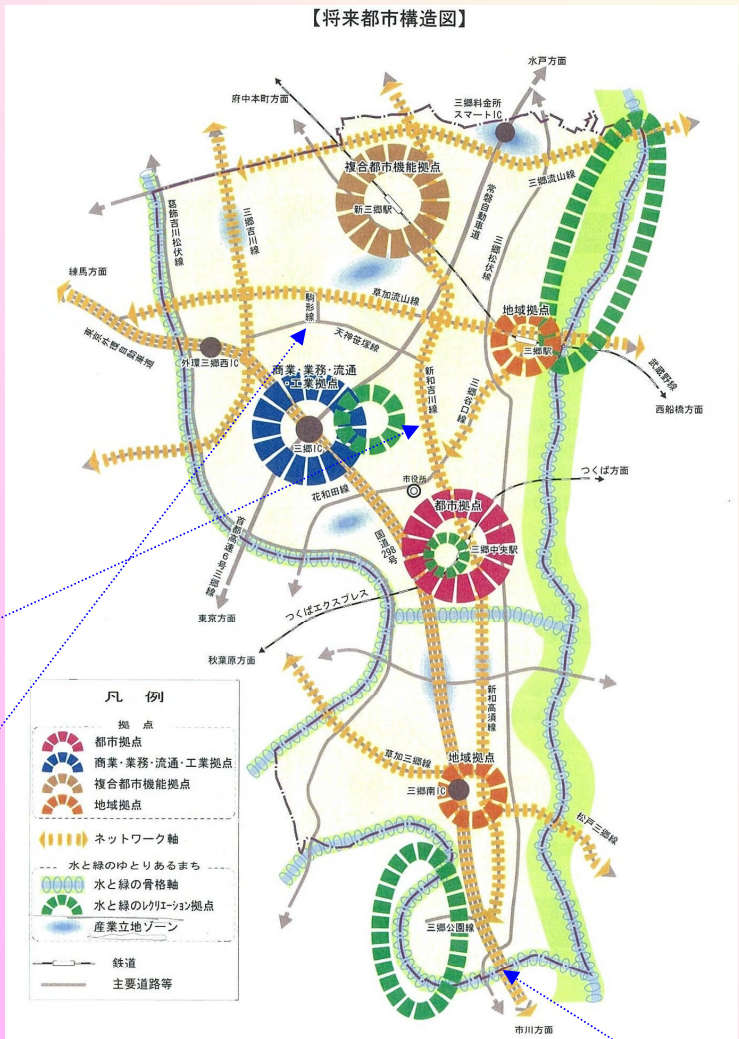 【将来都市構造図】
水戸方面
府中本町方面
三郷料金所
スマートIC
複合都市機能拠点
新三郷駅
三郷流山線
常磐自動車道
三郷松伏線
葛飾吉川松伏線
三郷吉川線
練馬方面
駒形線
草加流山線
地域拠点
三郷駅
東京外環自動車道
外環三郷西IC
天神笹塚線
武蔵野線
西船橋方面
商業・業務・流通
・工業拠点
新和吉川線
三郷谷口線
三郷IC
市役所
つくば方面
花和田線
都市拠点
三郷中央駅
首都高速6号三郷線
国道298号
東京方面
つくばエクスプレス
秋葉原方面
新和高須線
草加三郷線
地域拠点
三郷南IC
松戸三郷線
三郷公園線
市川方面
凡 例
拠 点
都市拠点
商業・業務・流通・工業拠点
複合都市機能拠点
地域拠点
ネットワーク軸
水と緑のゆとりあるまち
水と緑の骨格軸
水と緑のレクリエーション拠点
産業立地ゾーン
鉄道
主要道路等